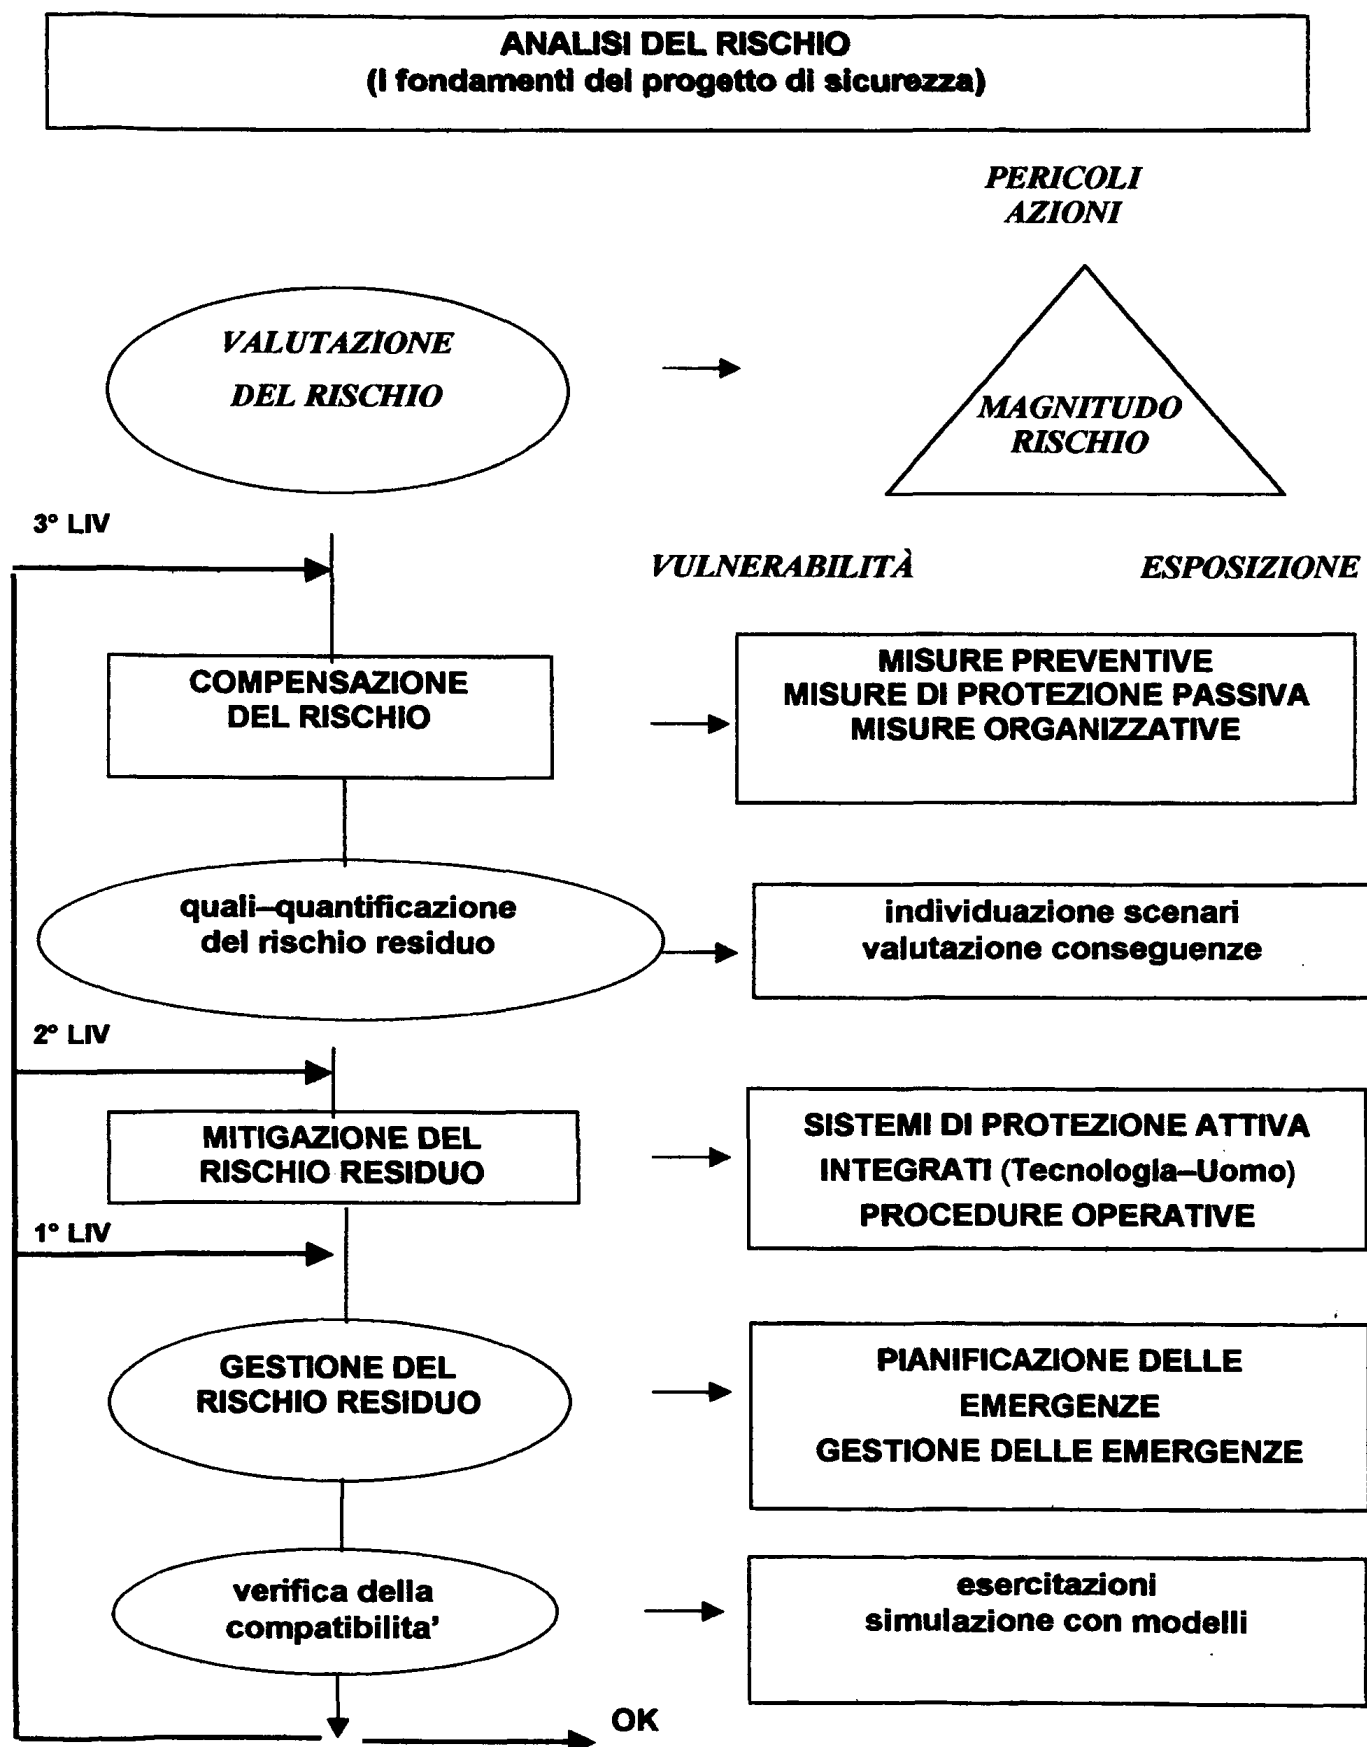 ANALISI DEL RISCHIO
(I fondamenti del progetto di sicurezza)
PERICOLI
AZIONI
VALUTAZIONE
DEL RISCHIO
MAGNITUDO
RISCHIO
3° LIV
VULNERABILITÀ
ESPOSIZIONE
COMPENSAZIONE
DEL RISCHIO
MISURE PREVENTIVE
MISURE DI PROTEZIONE PASSIVA
MISURE ORGANIZZATIVE
quali–quantificazione
del rischio residuo
individuazione scenari
valutazione conseguenze
2° LIV
MITIGAZIONE DEL
RISCHIO RESIDUO
SISTEMI DI PROTEZIONE ATTIVA
INTEGRATI (Tecnologia–Uomo)
PROCEDURE OPERATIVE
1° LIV
GESTIONE DEL
RISCHIO RESIDUO
PIANIFICAZIONE DELLE
EMERGENZE
GESTIONE DELLE EMERGENZE
verifica della
compatibilita'
esercitazioni
simulazione con modelli
OK